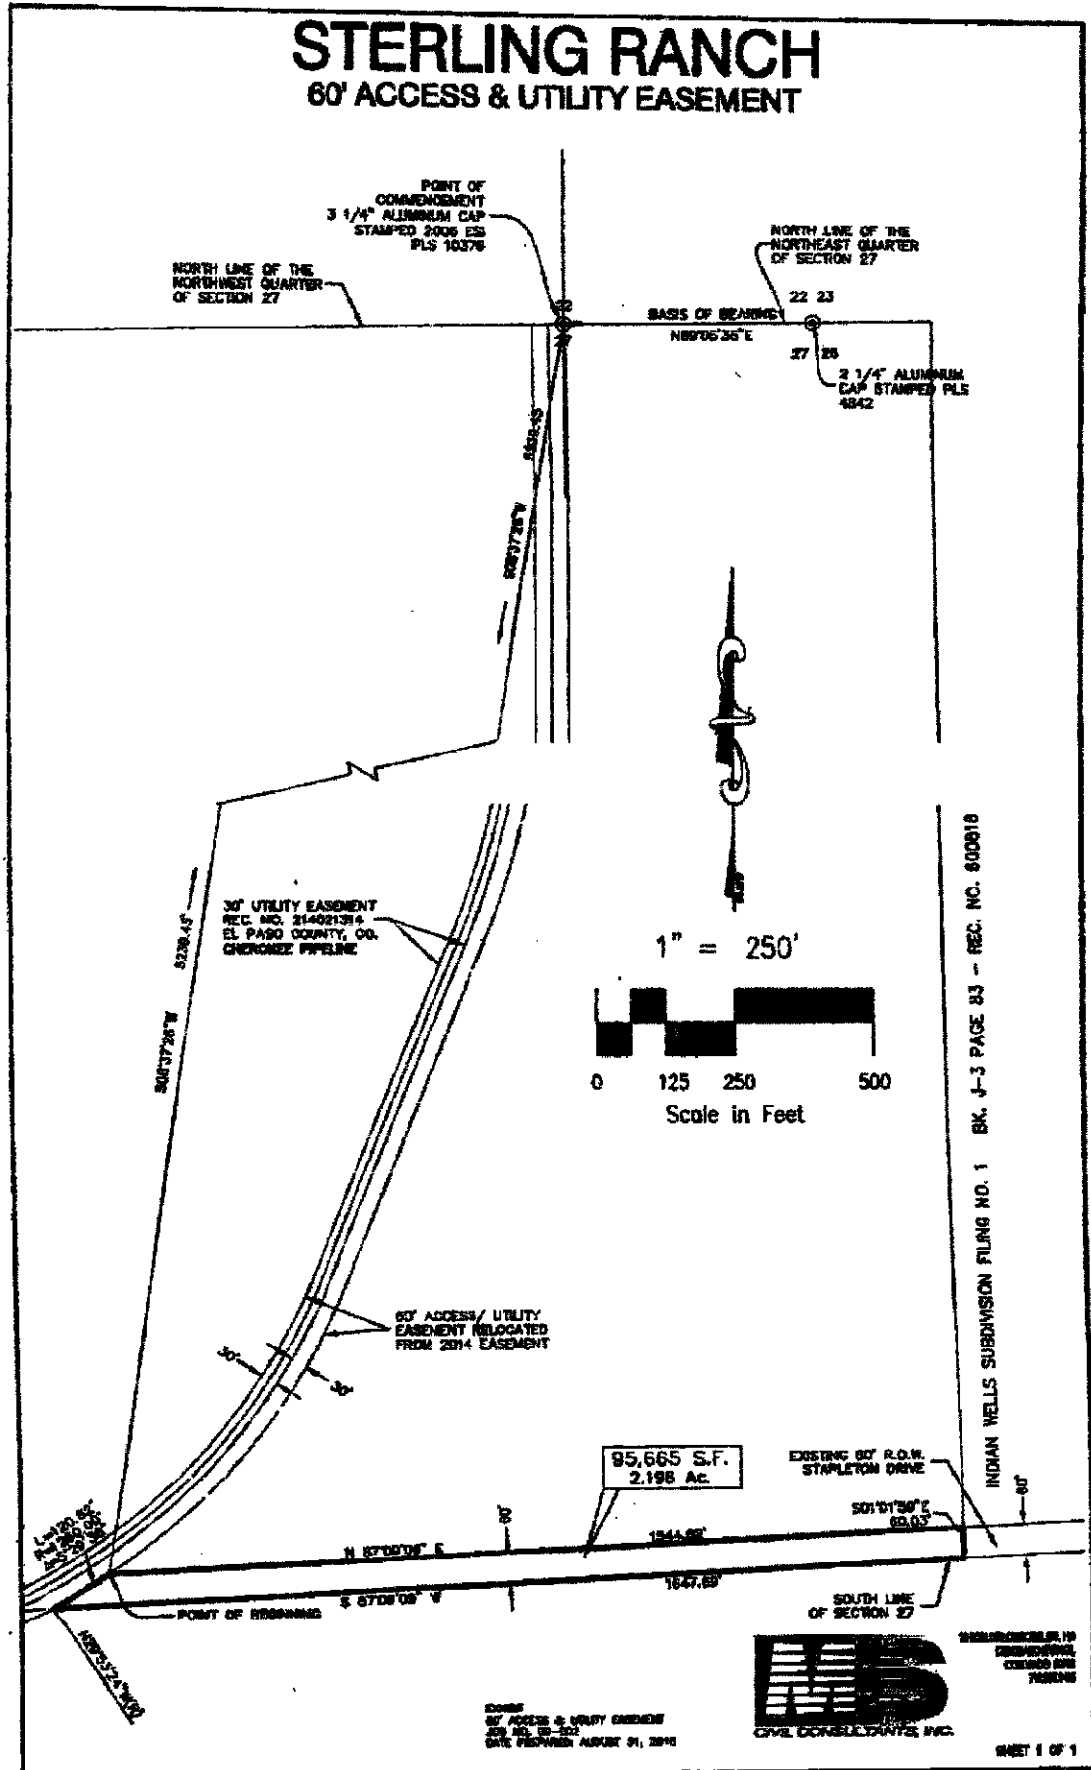 STERLING RANCH
60' ACCESS & UTILITY EASEMENT
POINT OF
COMMENCEMENT
3 1/4" ALUMINUM CAP
STAMPED 2006 ESI
PLS 10376
NORTH LINE OF THE
NORTHWEST QUARTER
OF SECTION 27
NORTH LINE OF THE
NORTHEAST QUARTER
OF SECTION 27
22 23
BASIS OF BEARING
N89°06'36"E
27 26
2 1/4" ALUMINUM
CAP STAMPED PLS
4842
5239.43'
S08°37'26"W
30' UTILITY EASEMENT
REC. NO. 214021314
EL PASO COUNTY, CO.
CHEROKEE PIPELINE
5239.43'
S08°37'26"W
1" = 250'
0 125 250 500
Scale in Feet
INDIAN WELLS SUBDIVISION FILING NO. 1 BK. J-3 PAGE 83 - REC. NO. 600818
60' ACCESS/ UTILITY
EASEMENT RELOCATED
FROM 2014 EASEMENT
30'
30'
95,665 S.F.
2.196 Ac.
EXISTING 60' R.O.W.
STAPLETON DRIVE
S01°01'50"E
60.03'
60'
60'
N 87°09'09" E
S 87°09'09" W
1647.69'
POINT OF BEGINNING
SOUTH LINE
OF SECTION 27
60' ACCESS & UTILITY EASEMENT
DATE PREPARED: AUGUST 31, 2016
CIVIL CONSULTANTS, INC.
SHEET 1 OF 1